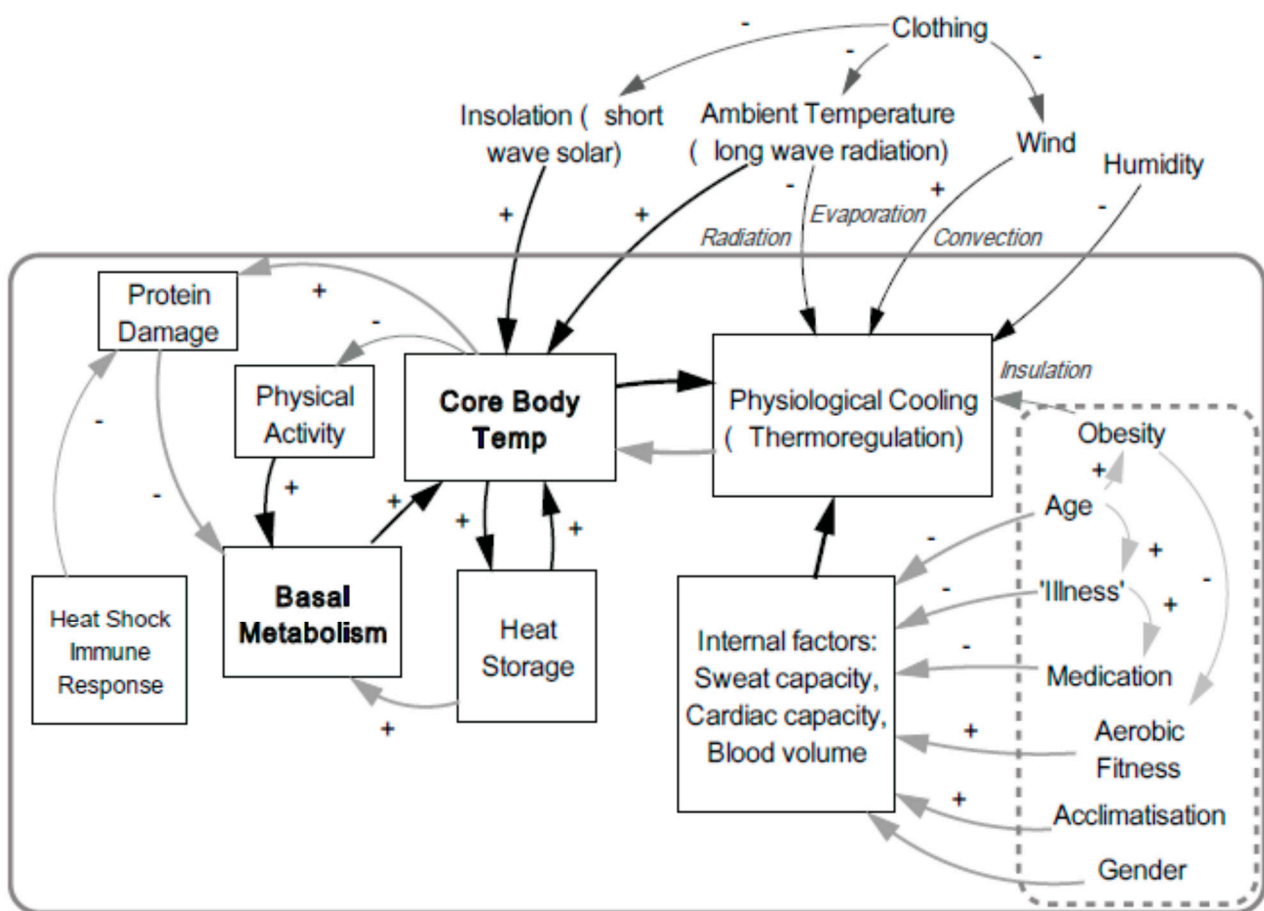 Clothing
-
-
-
Insolation ( short
wave solar)
Ambient Temperature
( long wave radiation)
Wind
Humidity
+
+
-
+
-
Radiation
Evaporation
Convection
Protein
Damage
+
-
Physical
Activity
Core Body
Temp
Physiological Cooling
( Thermoregulation)
Insulation
Obesity
-
-
+
+
+
+
+
Age
-
+
-
Basal
Metabolism
Heat
Storage
Heat Shock
Immune
Response
+
Internal factors:
Sweat capacity,
Cardiac capacity,
Blood volume
'Illness'
-
+
-
Medication
+
Aerobic
Fitness
+
Acclimatisation
Gender